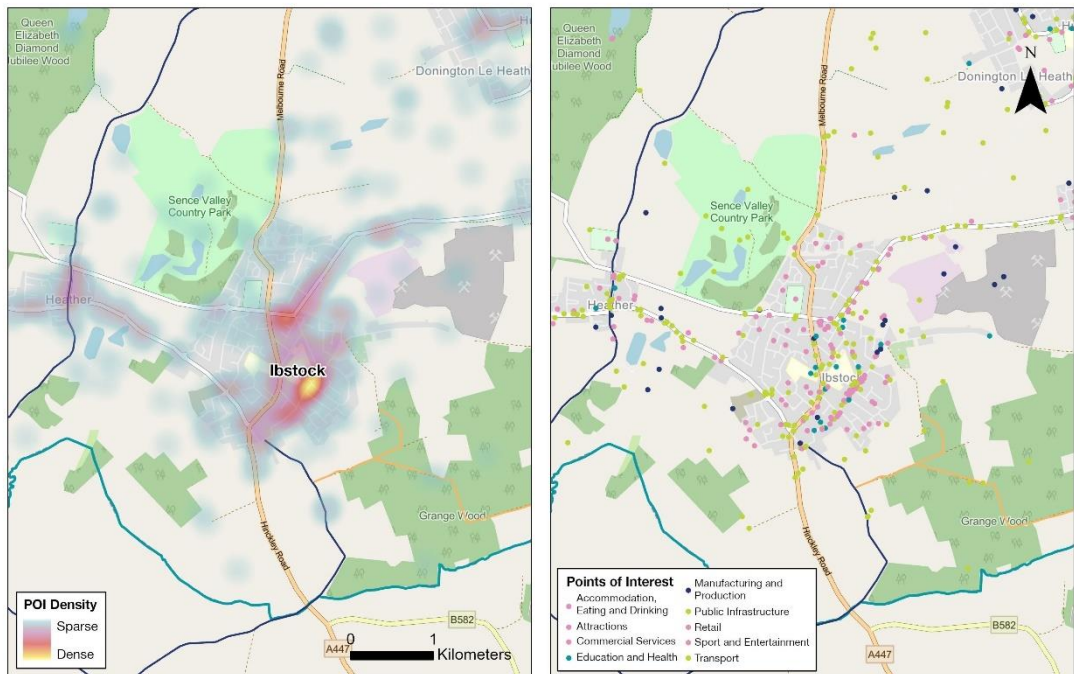 Queen
Elizabeth
Diamond
Jubilee Wood
Melbourne Road
Donington Le Heath
Sence Valley
Country Park
Heather
Ibstock
Hinckley Road
Grange Wood
B582
A447
POI Density
Sparse
Dense
0 1
Kilometers
Queen
Elizabeth
Diamond
Jubilee Wood
Melbourne Road
Donington Le Heath
N
Sence Valley
Country Park
Heather
Ibstock
Hinckley Road
Grange Wood
B582
A447
Points of Interest
Accommodation,
Eating and Drinking
Attractions
Commercial Services
Education and Health
Manufacturing and
Production
Public Infrastructure
Retail
Sport and Entertainment
Transport